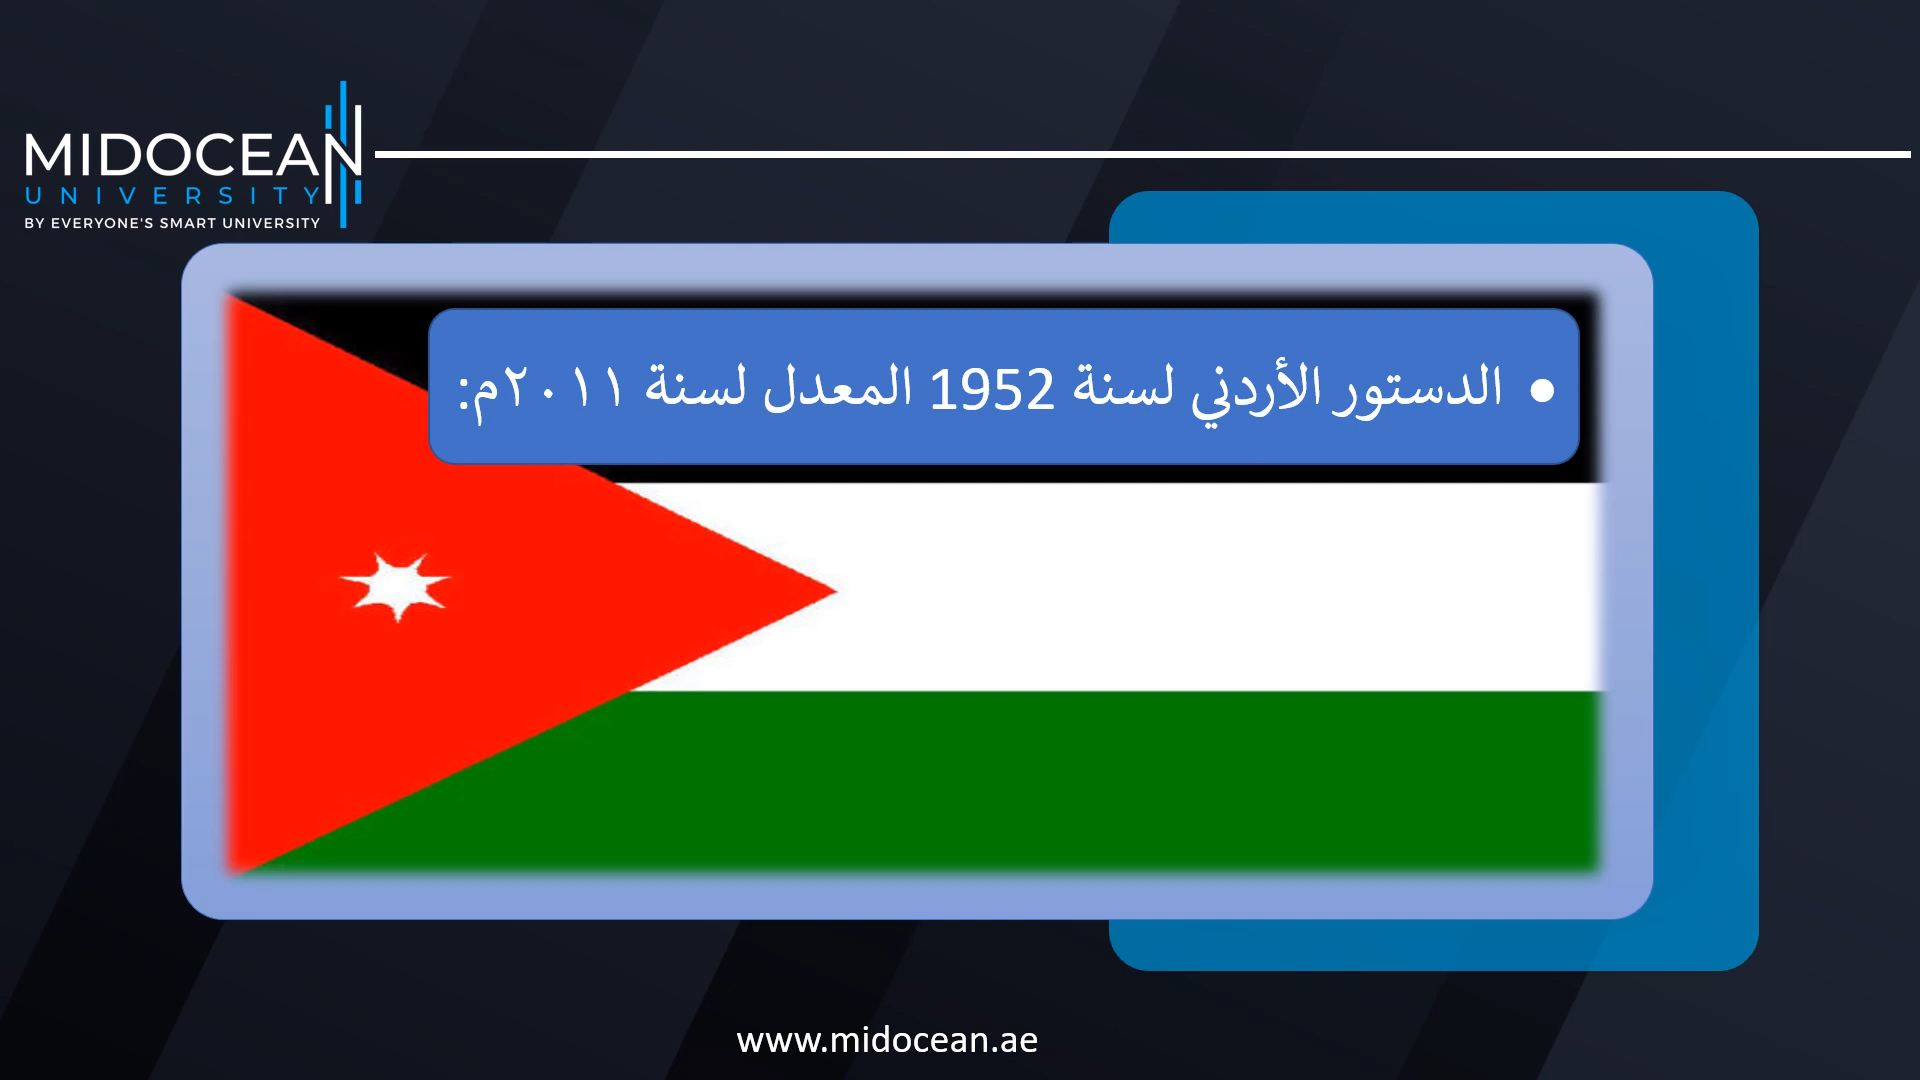 MIDOCEAN
UNIVERSITY
BY EVERYONE'S SMART UNIVERSITY
• الدستور الأردني لسنة 1952 المعدل لسنة ٢٠١١م:
www.midocean.ae